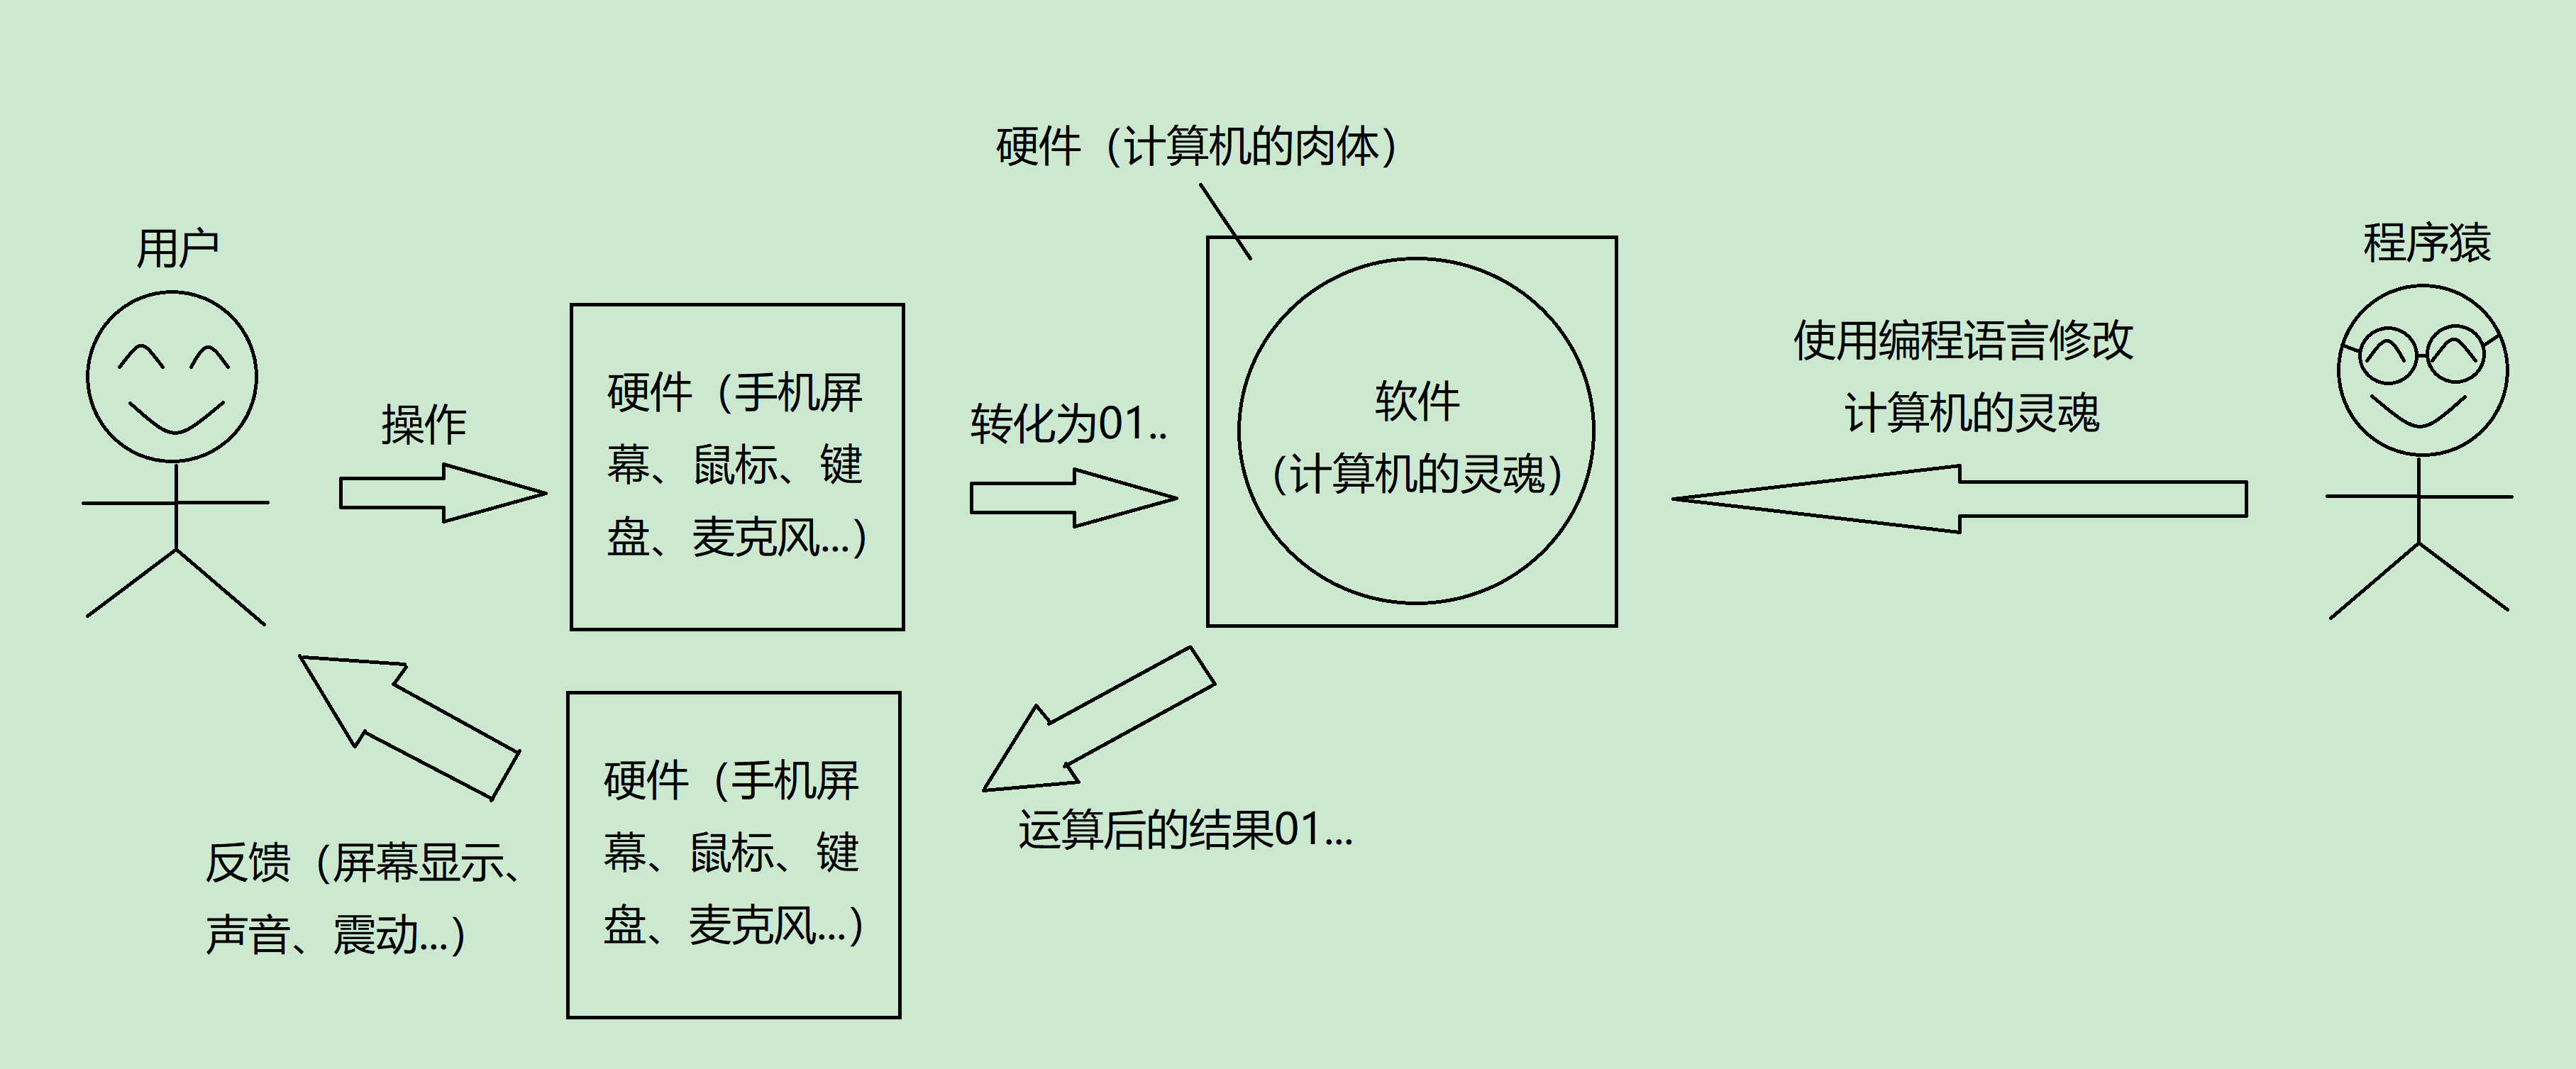 硬件（计算机的肉体）
用户
程序猿
操作
硬件（手机屏
幕、鼠标、键
盘、麦克风...）
转化为01..
软件
（计算机的灵魂）
使用编程语言修改
计算机的灵魂
反馈（屏幕显示、
声音、震动...）
硬件（手机屏
幕、鼠标、键
盘、麦克风...）
运算后的结果01...